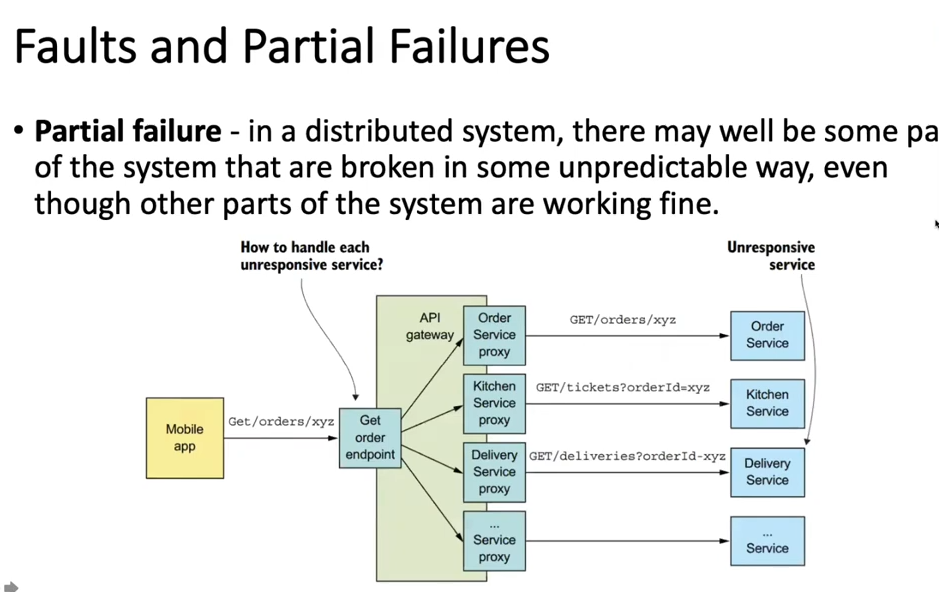 Faults and Partial Failures
• Partial failure - in a distributed system, there may well be some pa
of the system that are broken in some unpredictable way, even
though other parts of the system are working fine.
How to handle each
unresponsive service?
Unresponsive
service
API
gateway
Order
Service
proxy
GET/orders/xyz
Order
Service
Kitchen
Service
proxy
GET/tickets?orderId=xyz
Kitchen
Service
Mobile
app
Get/orders/xyz
Get
order
endpoint
Delivery
Service
proxy
GET/deliveries?orderId-xyz
Delivery
Service
...
Service
proxy
...
Service